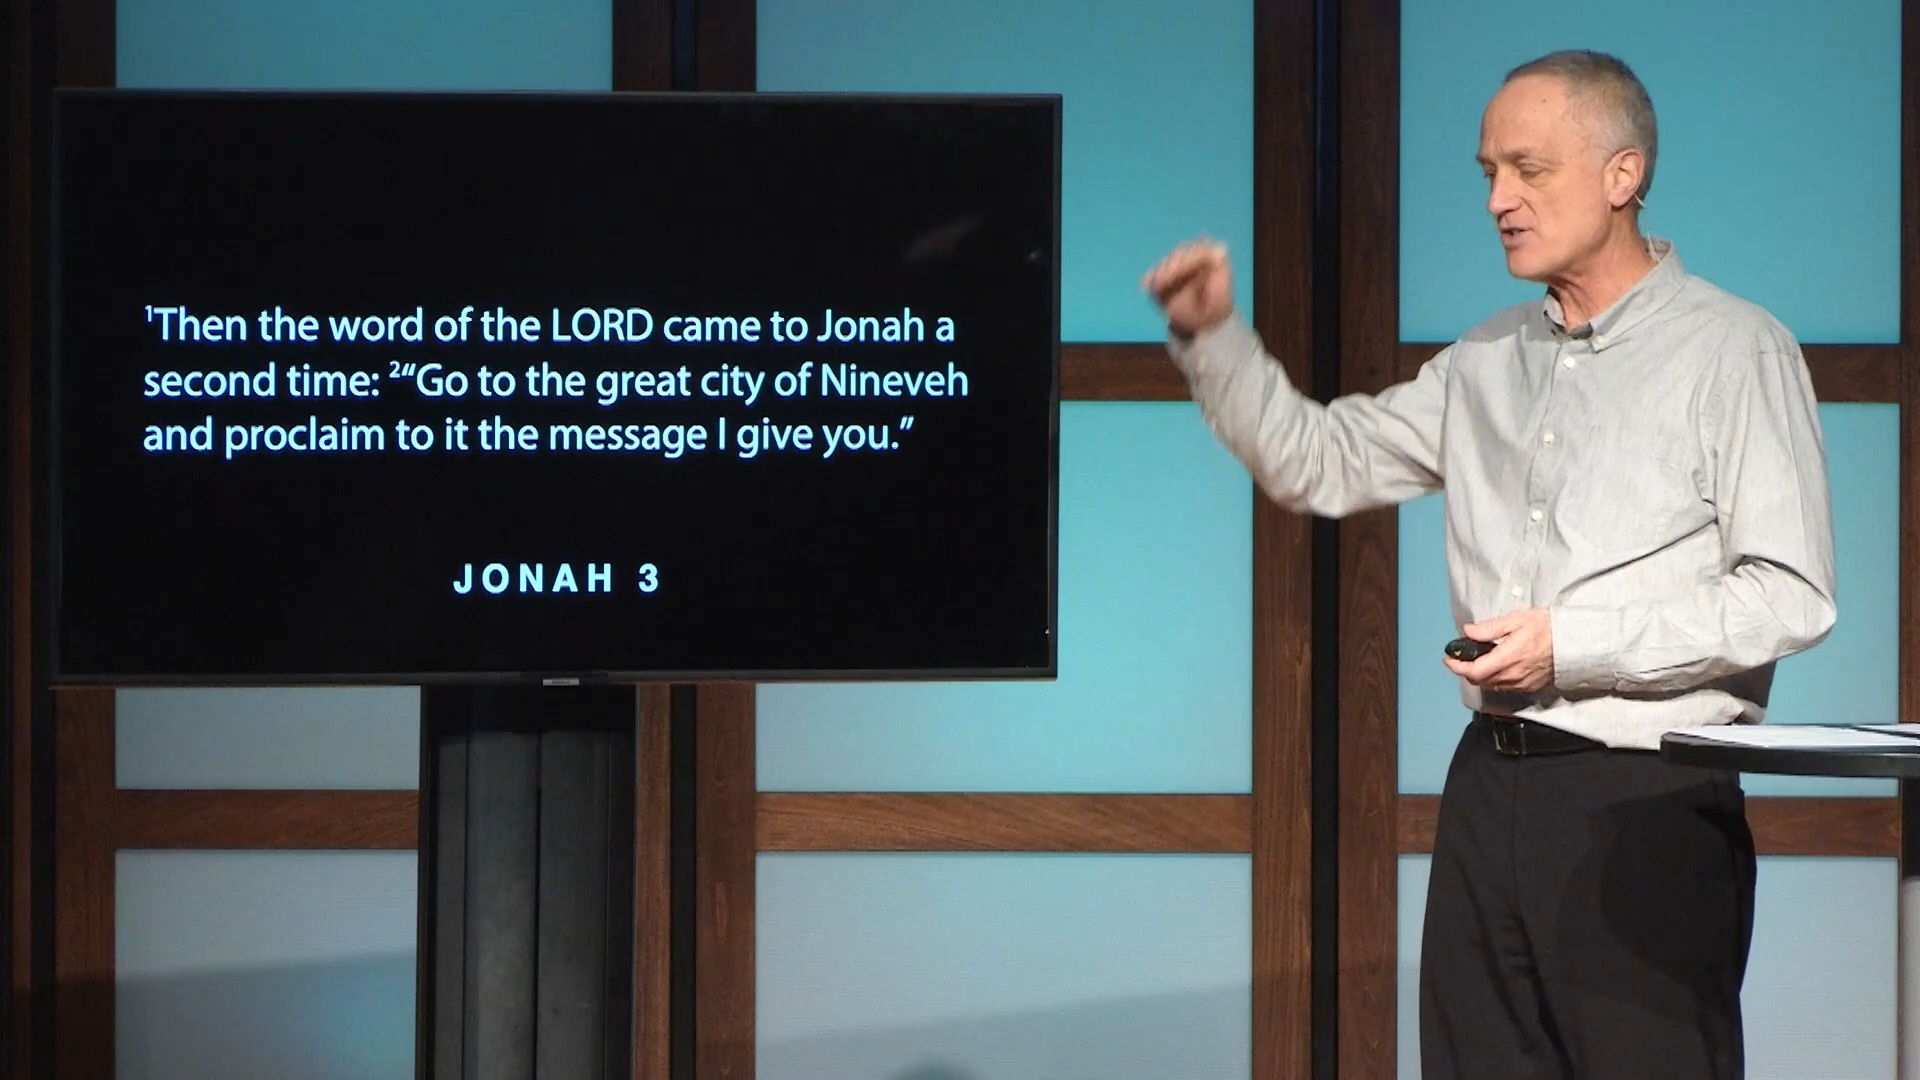 ¹Then the word of the LORD came to Jonah a
second time: ²“Go to the great city of Nineveh
and proclaim to it the message I give you.”
JONAH 3